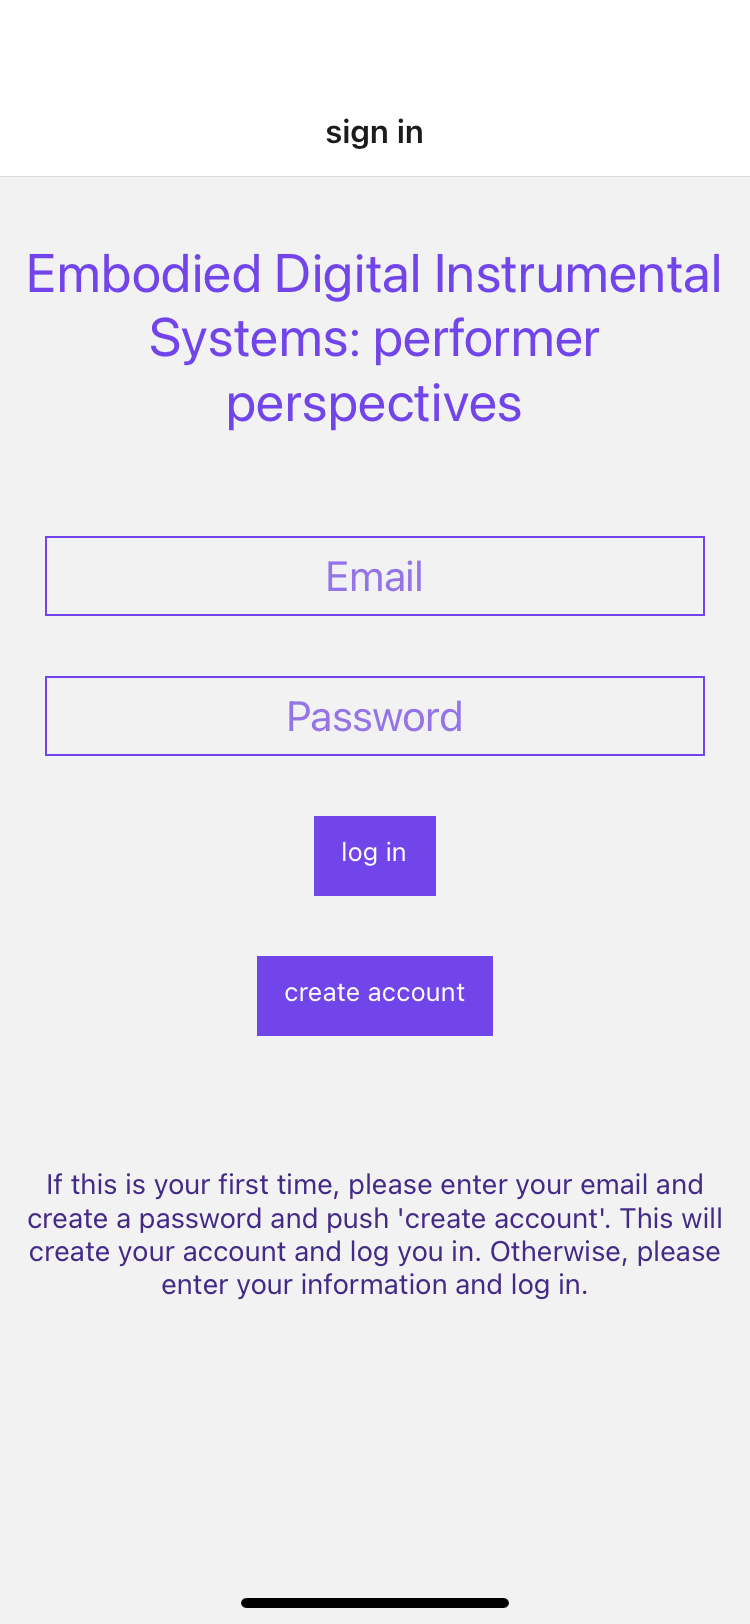 sign in
Embodied Digital Instrumental
Systems: performer
perspectives
Email
Password
log in
create account
If this is your first time, please enter your email and
create a password and push 'create account'. This will
create your account and log you in. Otherwise, please
enter your information and log in.